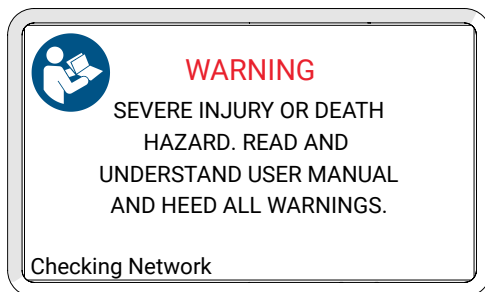 WARNING
SEVERE INJURY OR DEATH
HAZARD. READ AND
UNDERSTAND USER MANUAL
AND HEED ALL WARNINGS.
Checking Network